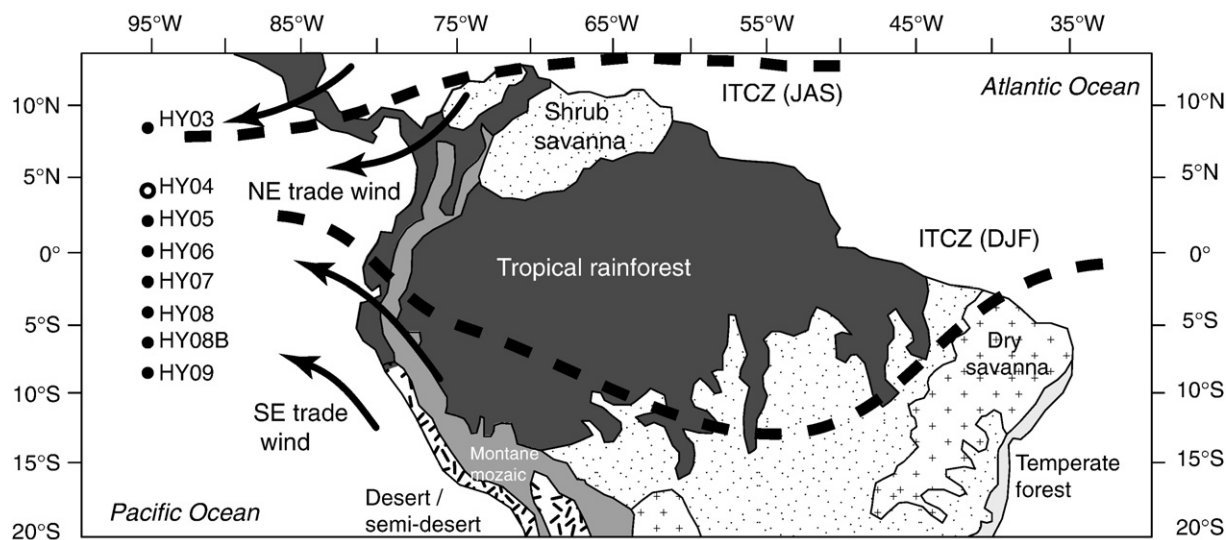 95°W 85°W 75°W 65°W 55°W 45°W 35°W
Atlantic Ocean
ITCZ (JAS)
10°N 10°N
HY03
Shrub
savanna
5°N 5°N
HY04
NE trade wind
HY05
ITCZ (DJF)
0° 0°
HY06
Tropical rainforest
HY07
HY08
5°S 5°S
HY08B
Dry
savanna
HY09
10°S 10°S
SE trade
wind
Montane
mozaic
15°S 15°S
Temperate
forest
Desert /
semi-desert
Pacific Ocean
20°S 20°S